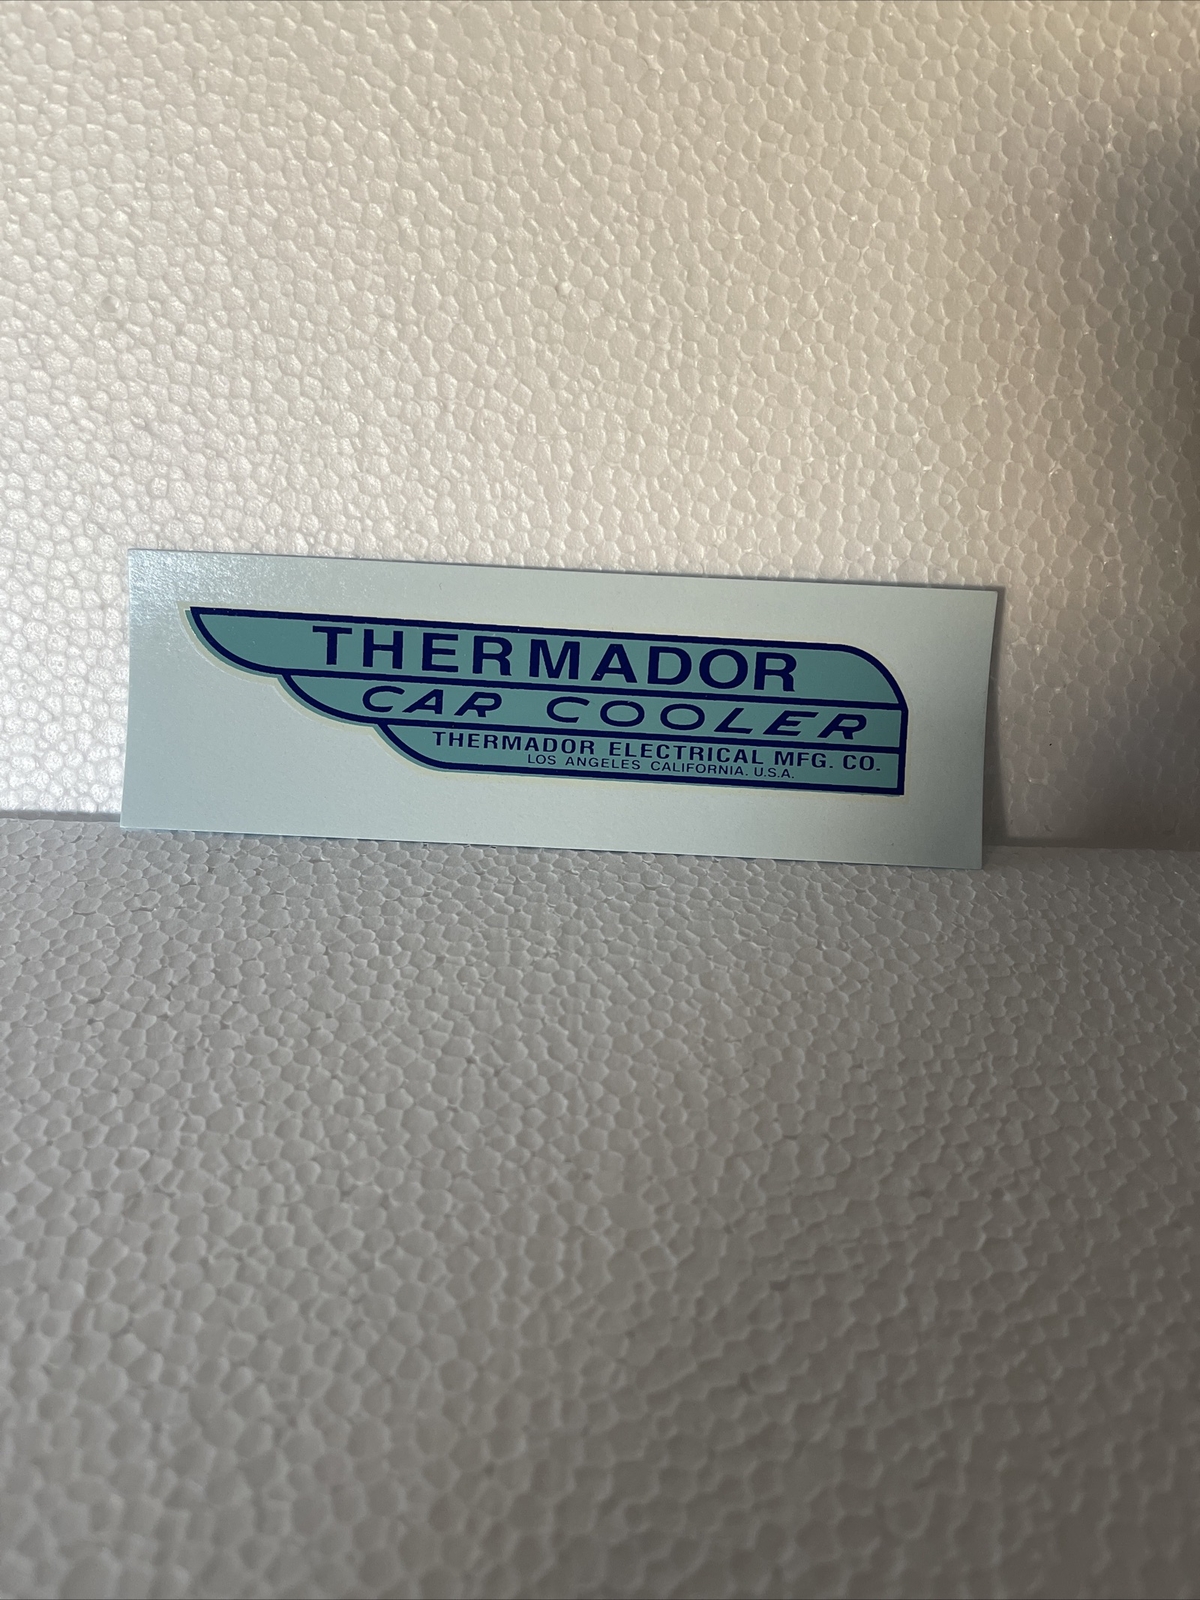 THERMADOR
CAR COOLER
THERMADOR ELECTRICAL MFG. CO.
LOS ANGELES CALIFORNIA. U.S.A.